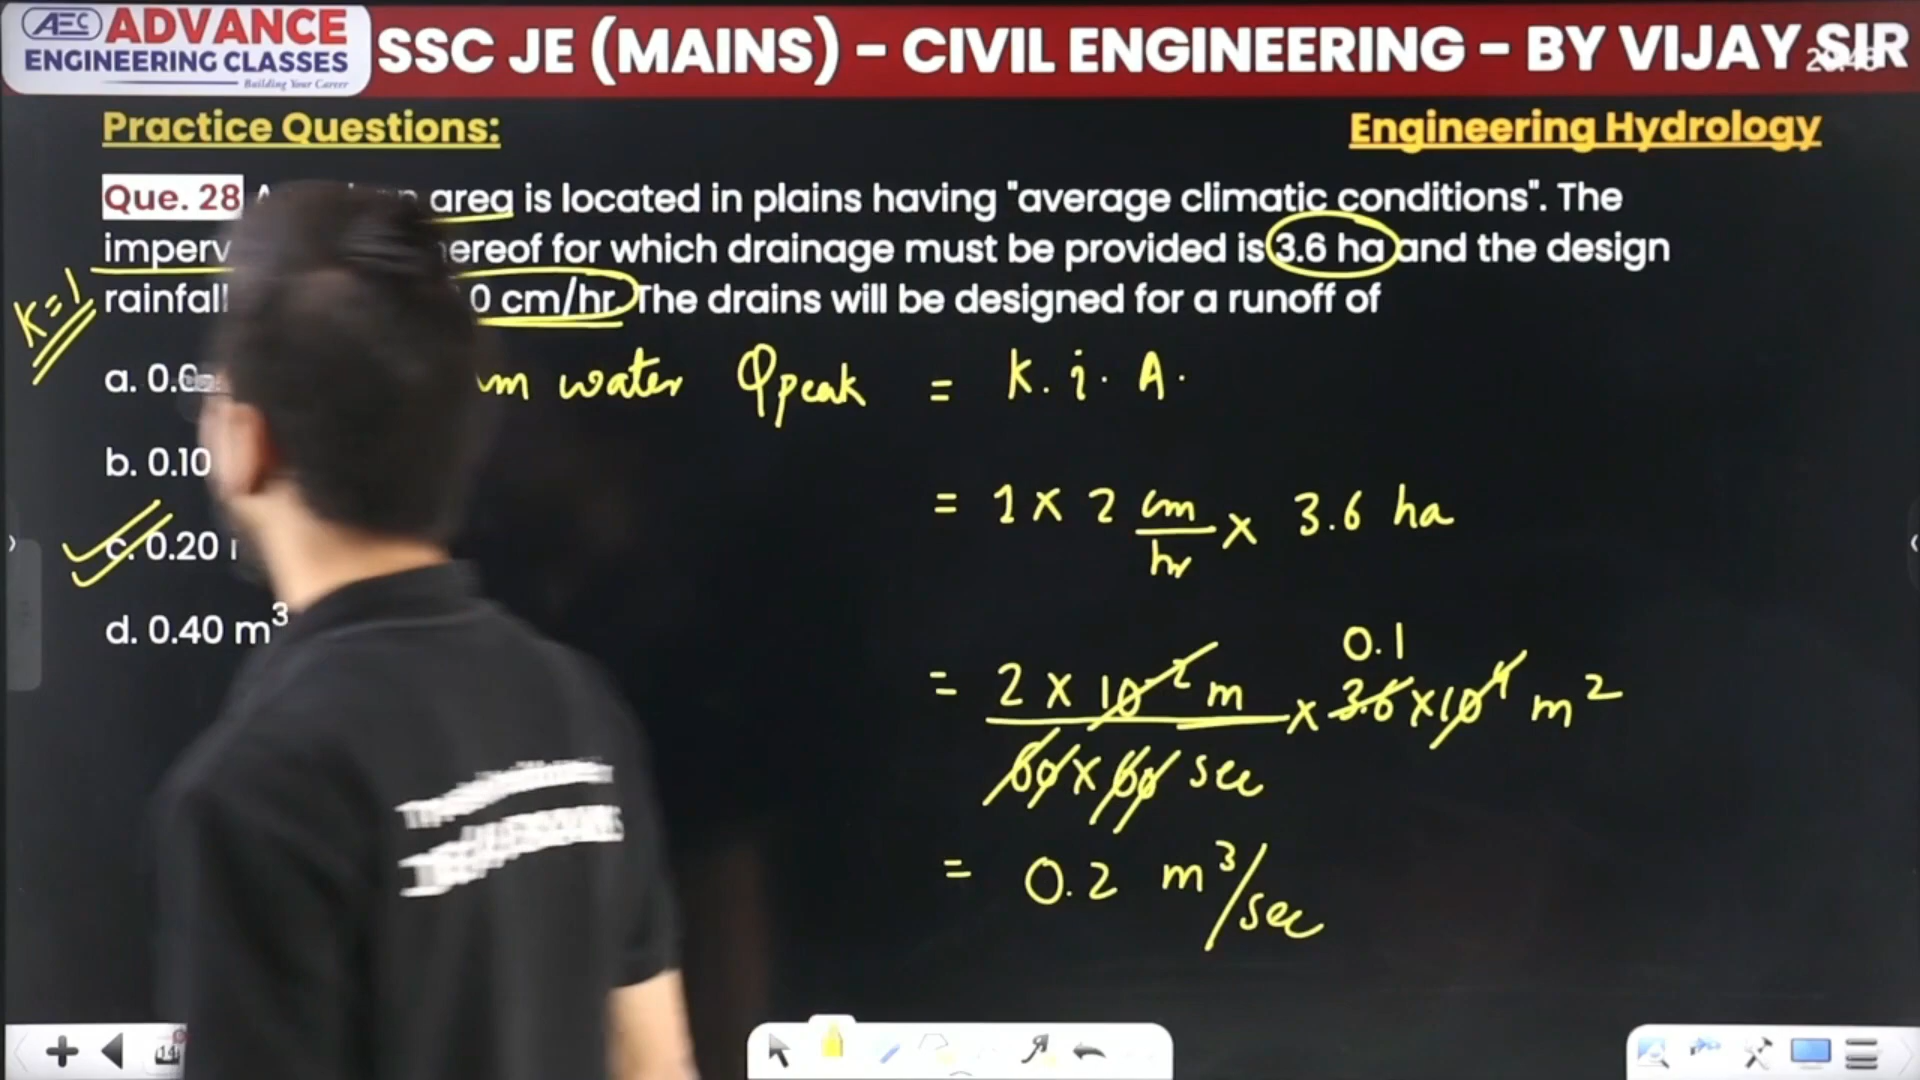 AEC ADVANCE
ENGINEERING CLASSES
Building Your Career
SSC JE (MAINS) – CIVIL ENGINEERING – BY VIJAY SIR
Practice Questions:
Engineering Hydrology
Que. 28 area is located in plains having "average climatic conditions". The
imperv ereof for which drainage must be provided is 3.6 ha and the design
rainfall 0 cm/hr. The drains will be designed for a runoff of
K=1
a. 0.0
water Qpeak = K. i. A.
b. 0.10
= 1 x 2 cm/hr x 3.6 ha
c. 0.20
d. 0.40 m³
0.1
= 2 x 10⁻² m / 60 x 60 sec x 3.6 x 10⁴ m²
= 0.2 m³/sec